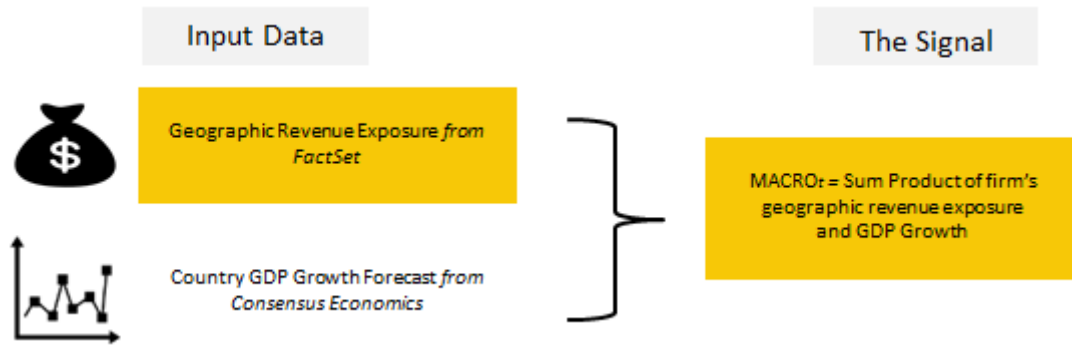 Input Data
The Signal
$
Geographic Revenue Exposure from
FactSet
MACROt = Sum Product of firm's
geographic revenue exposure
and GDP Growth
Country GDP Growth Forecast from
Consensus Economics